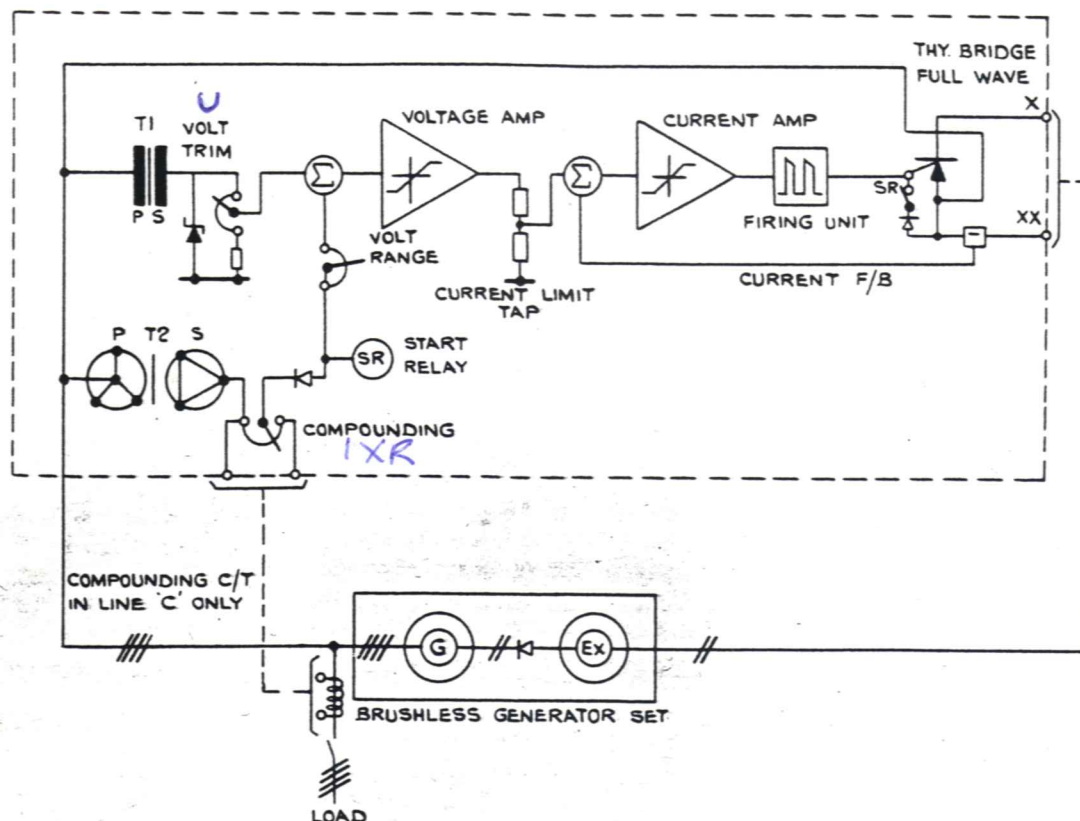 THY. BRIDGE
FULL WAVE
X
U
T1
VOLT
TRIM
VOLTAGE AMP
CURRENT AMP
Σ
Σ
SR
P S
FIRING UNIT
XX
VOLT
RANGE
CURRENT LIMIT
TAP
CURRENT F/B
P T2 S
SR
START
RELAY
COMPOUNDING
IXR
COMPOUNDING C/T
IN LINE 'C' ONLY
G
Ex
BRUSHLESS GENERATOR SET
LOAD